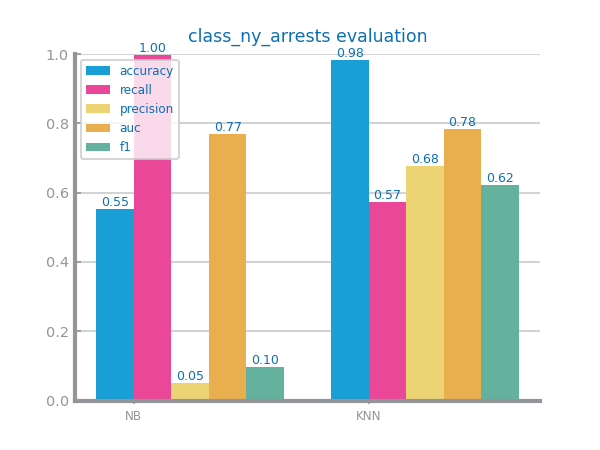 class_ny_arrests evaluation
1.0
0.8
0.6
0.4
0.2
0.0
accuracy
recall
precision
auc
f1
0.55
1.00
0.05
0.77
0.10
0.98
0.57
0.68
0.78
0.62
NB
KNN